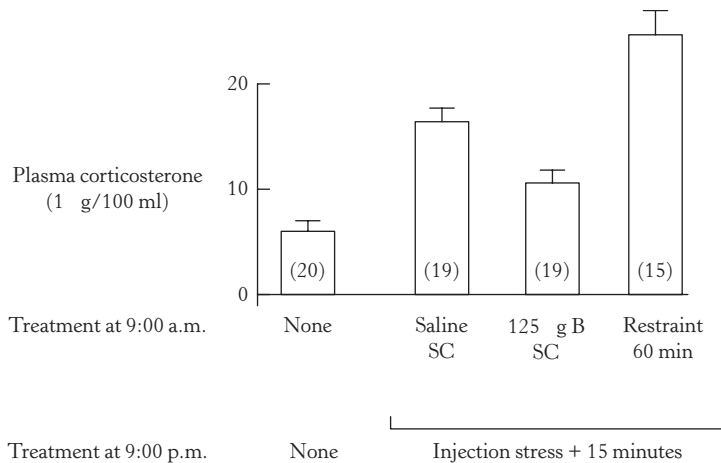 20
Plasma corticosterone
(1 g/100 ml)
10
(20)
(19)
(19)
(15)
0
Treatment at 9:00 a.m.
None
Saline
SC
125 g B
SC
Restraint
60 min
Treatment at 9:00 p.m.
None
Injection stress + 15 minutes